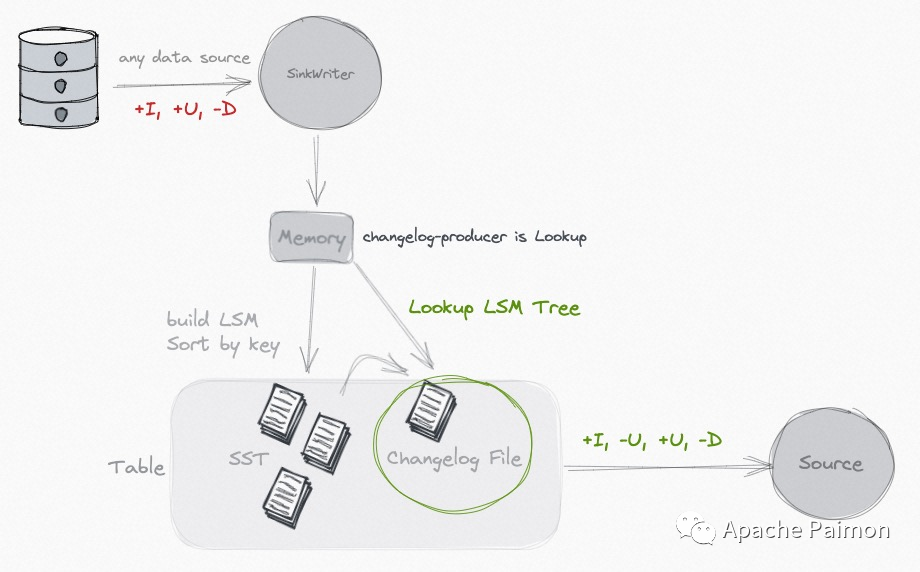 any data source
SinkWriter
+I, +U, -D
Memory
changelog-producer is Lookup
Lookup LSM Tree
build LSM
Sort by key
+I, -U, +U, -D
Table
SST
Changelog File
Source
Apache Paimon